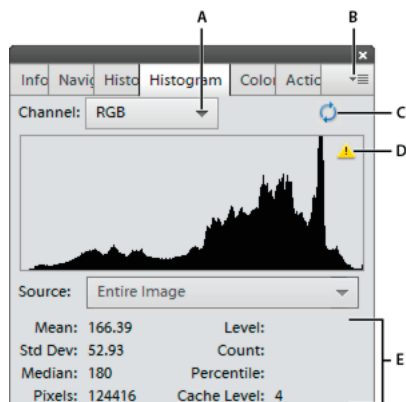 A B
×
Info Navig Histo Histogram Color Actic
Channel: RGB
C
D
Source: Entire Image
Mean: 166.39 Level:
Std Dev: 52.93 Count:
E
Median: 180 Percentile:
Pixels: 124416 Cache Level: 4